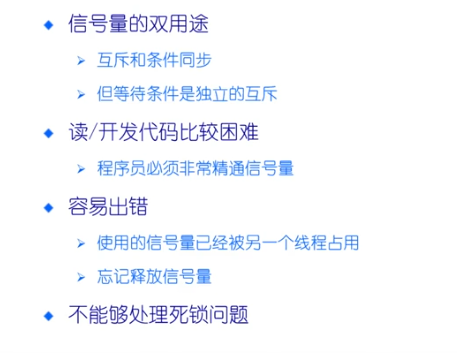 信号量的双用途
互斥和条件同步
但等待条件是独立的互斥
读/开发代码比较困难
程序员必须非常精通信号量
容易出错
使用的信号量已经被另一个线程占用
忘记释放信号量
不能够处理死锁问题